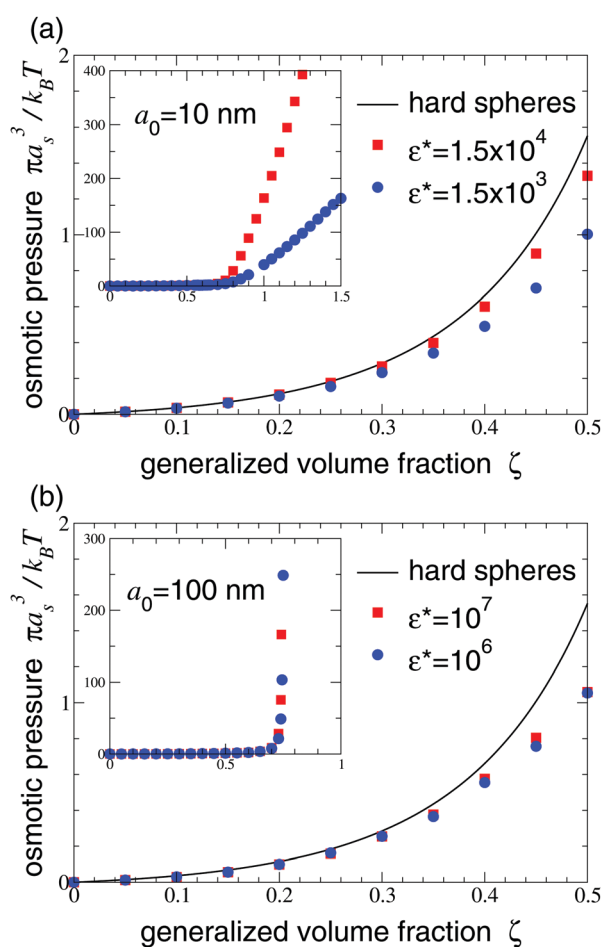 (a)
2
1
0
0
0.1
0.2
0.3
0.4
0.5
osmotic pressure πa_s^3/k_BT
generalized volume fraction ζ
400
300
200
100
0
0
0.5
1
1.5
a_0=10 nm
hard spheres
ε*=1.5x10^4
ε*=1.5x10^3
(b)
2
1
0
0
0.1
0.2
0.3
0.4
0.5
osmotic pressure πa_s^3/k_BT
generalized volume fraction ζ
300
200
100
0
0
0.5
1
a_0=100 nm
hard spheres
ε*=10^7
ε*=10^6